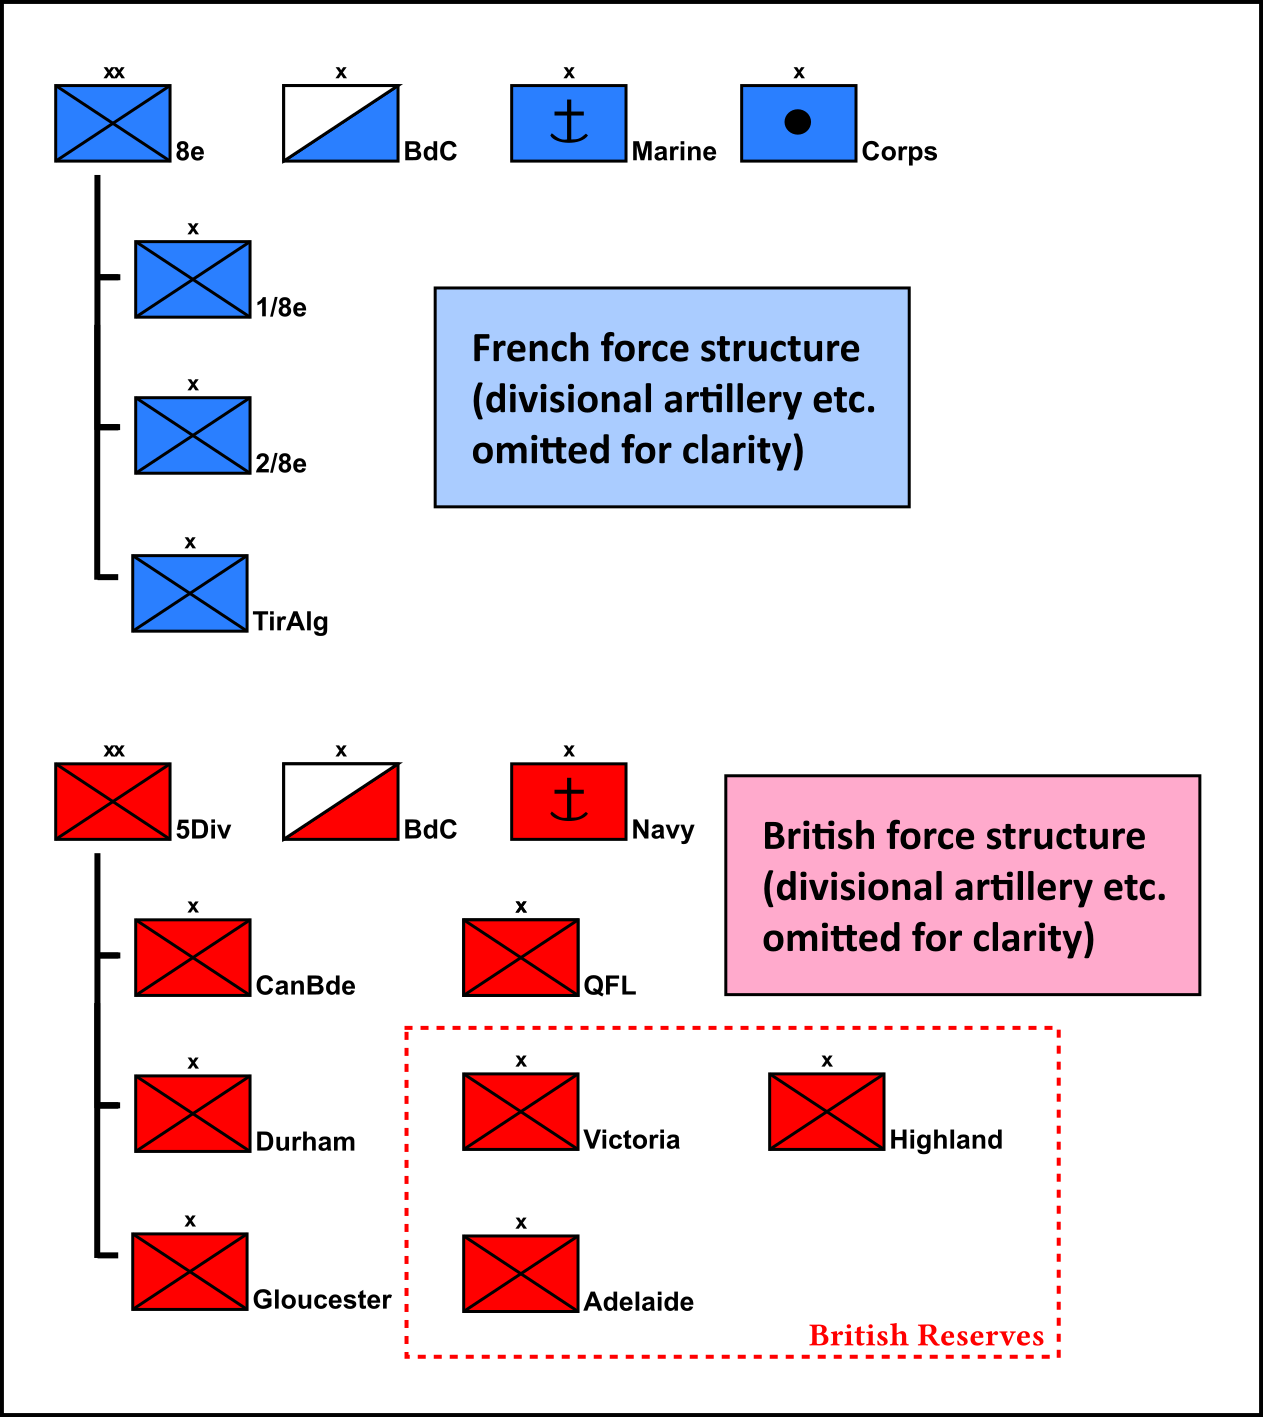 xx
8e
x
BdC
x
Marine
x
Corps
x
1/8e
x
2/8e
x
TirAlg
French force structure
(divisional artillery etc.
omitted for clarity)
xx
5Div
x
BdC
x
Navy
British force structure
(divisional artillery etc.
omitted for clarity)
x
CanBde
x
QFL
x
Durham
x
Victoria
x
Highland
x
Gloucester
x
Adelaide
British Reserves